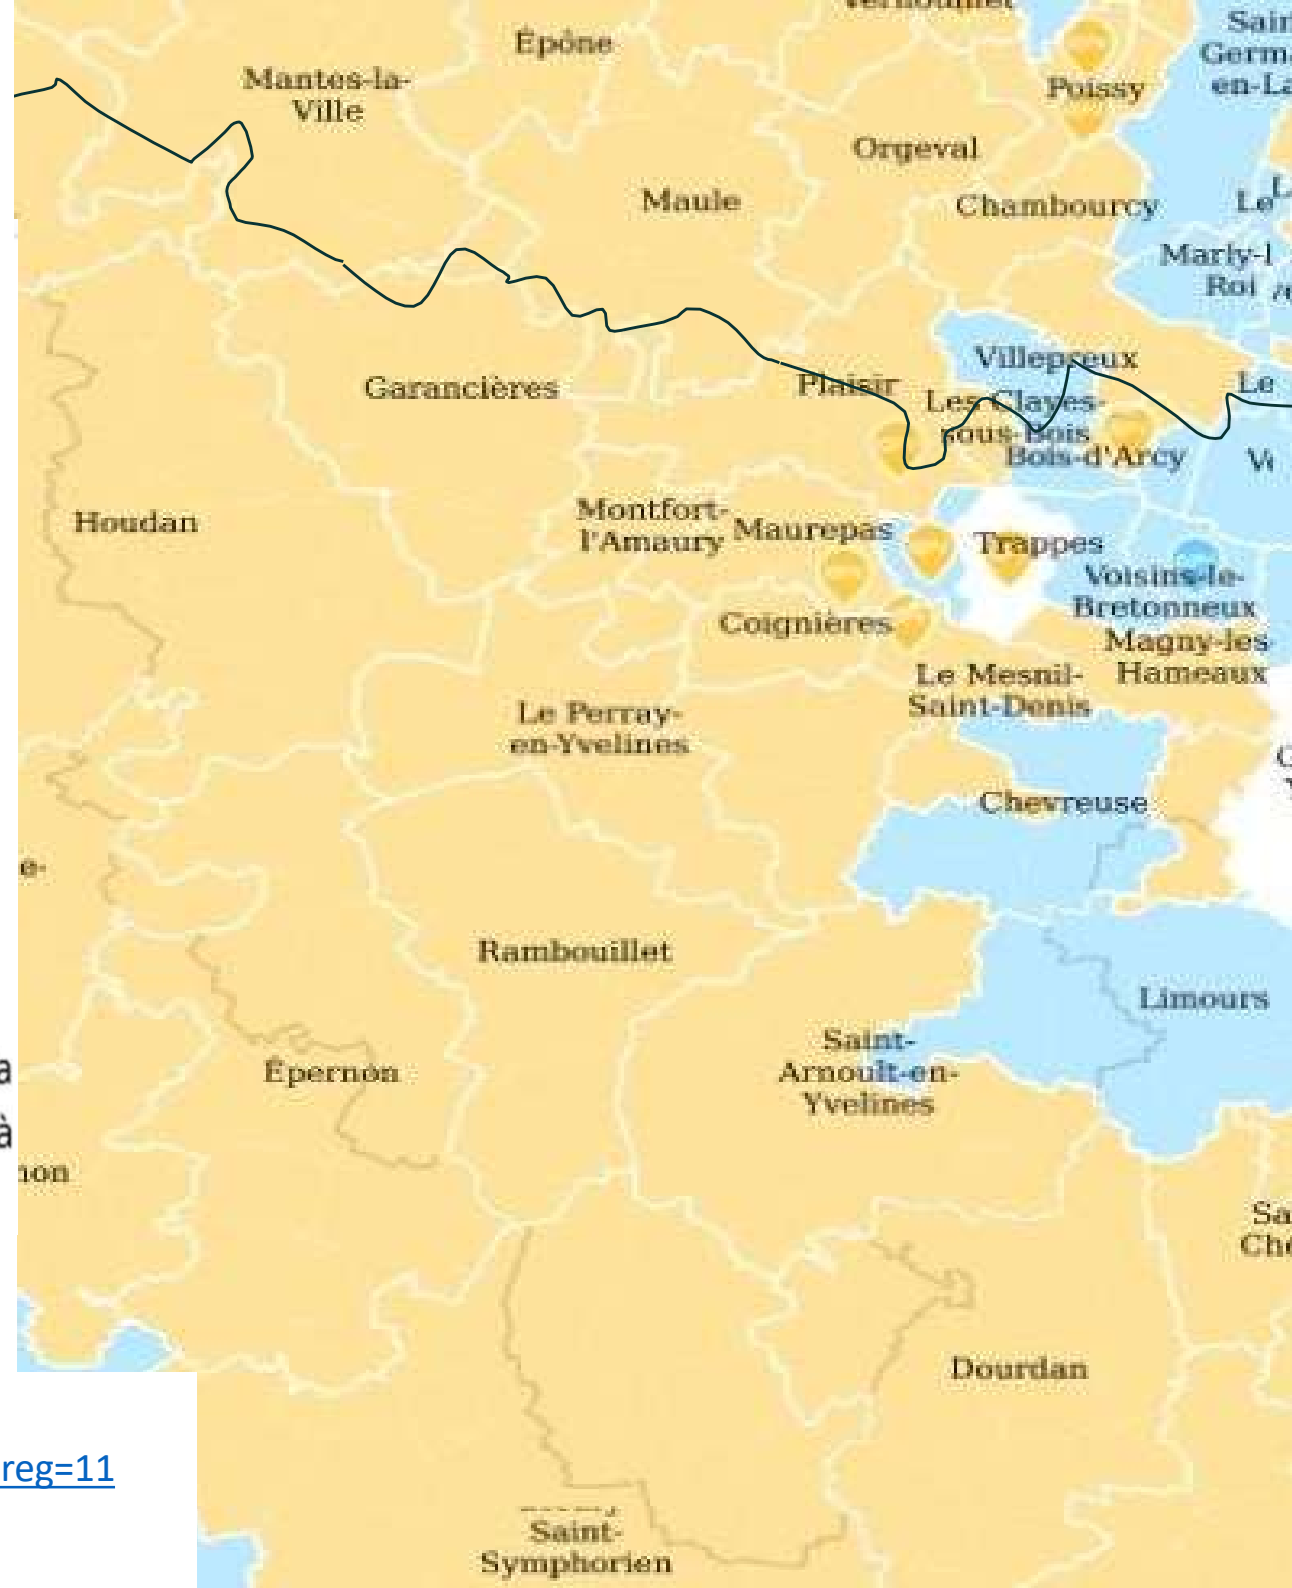 Épône
Mantes-la-
Ville
Poissy
Orgeval
Maule
Chambourcy
Marly-l
Roi
Villepreux
Garancières
Plaisir
Le
Les Clayes-
sous-Bois
Bois-d'Arcy
Houdan
Montfort-
l'Amaury
Maurepas
Trappes
Voisins-le-
Bretonneux
Coignières
Magny-les-
Hameaux
Le Mesnil-
Saint-Denis
Le Perray-
en-Yvelines
Chevreuse
e-
Rambouillet
Limours
Saint-
Arnoult-en-
Yvelines
Épernon
a
à
non
Dourdan
reg=11
Saint-
Symphorien